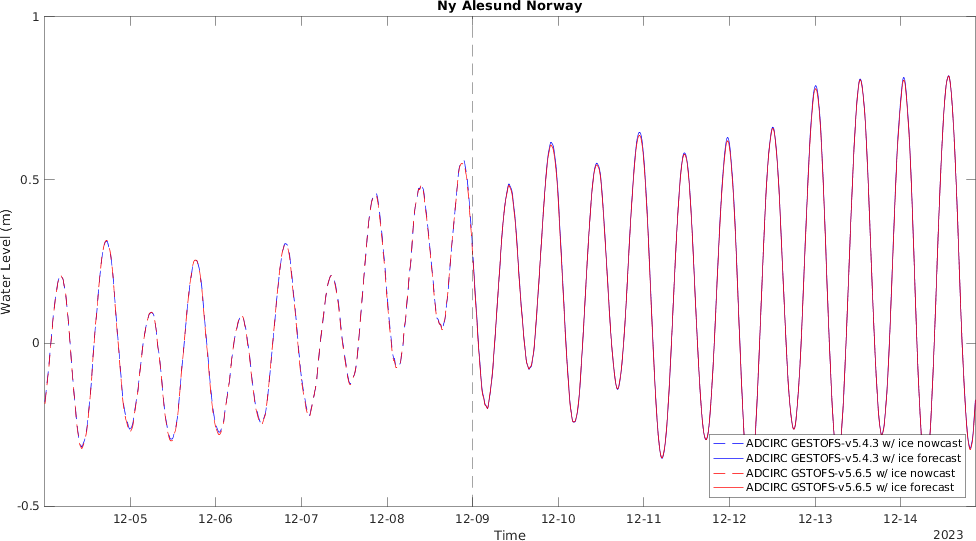 Ny Alesund Norway
1
0.5
0
-0.5
Water Level (m)
12-05 12-06 12-07 12-08 12-09 12-10 12-11 12-12 12-13 12-14
Time
2023
ADCIRC GESTOFS-v5.4.3 w/ ice nowcast
ADCIRC GESTOFS-v5.4.3 w/ ice forecast
ADCIRC GSTOFS-v5.6.5 w/ ice nowcast
ADCIRC GSTOFS-v5.6.5 w/ ice forecast